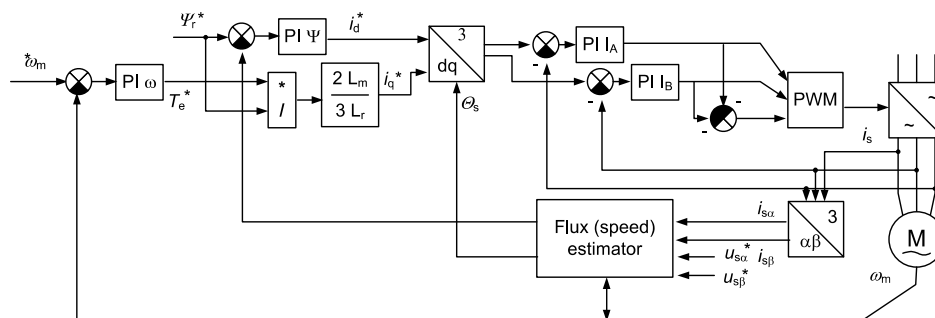 Ψr*
PI Ψ
id*
3
dq
-
PI IA
*ωm
PI ω
Te*
*
/
2 Lm
3 Lr
iq*
Θs
-
PI IB
-
-
PWM
~
~
is
Flux (speed)
estimator
isα
usα* isβ
usβ*
3
αβ
M
~
ωm